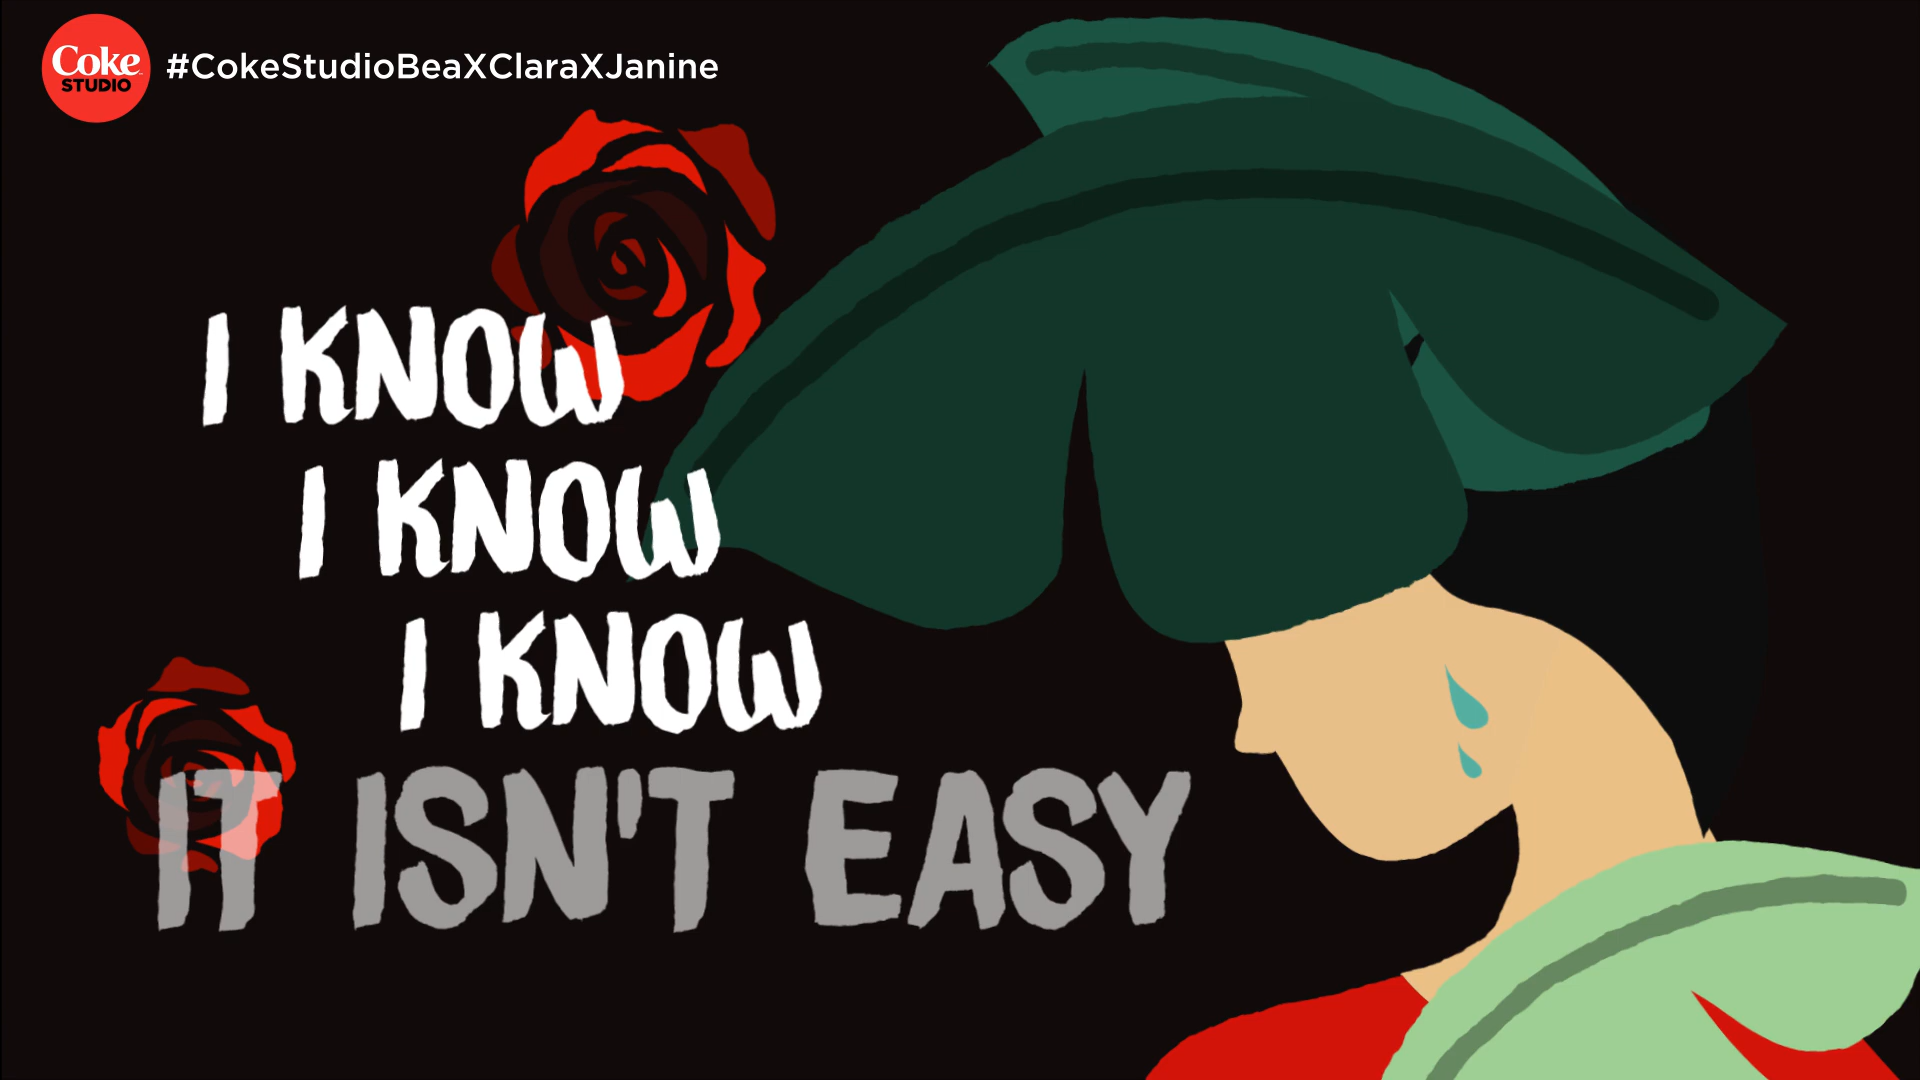 Coke
STUDIO
#CokeStudioBeaXClaraXJanine
I KNOW
I KNOW
I KNOW
IT ISN'T EASY